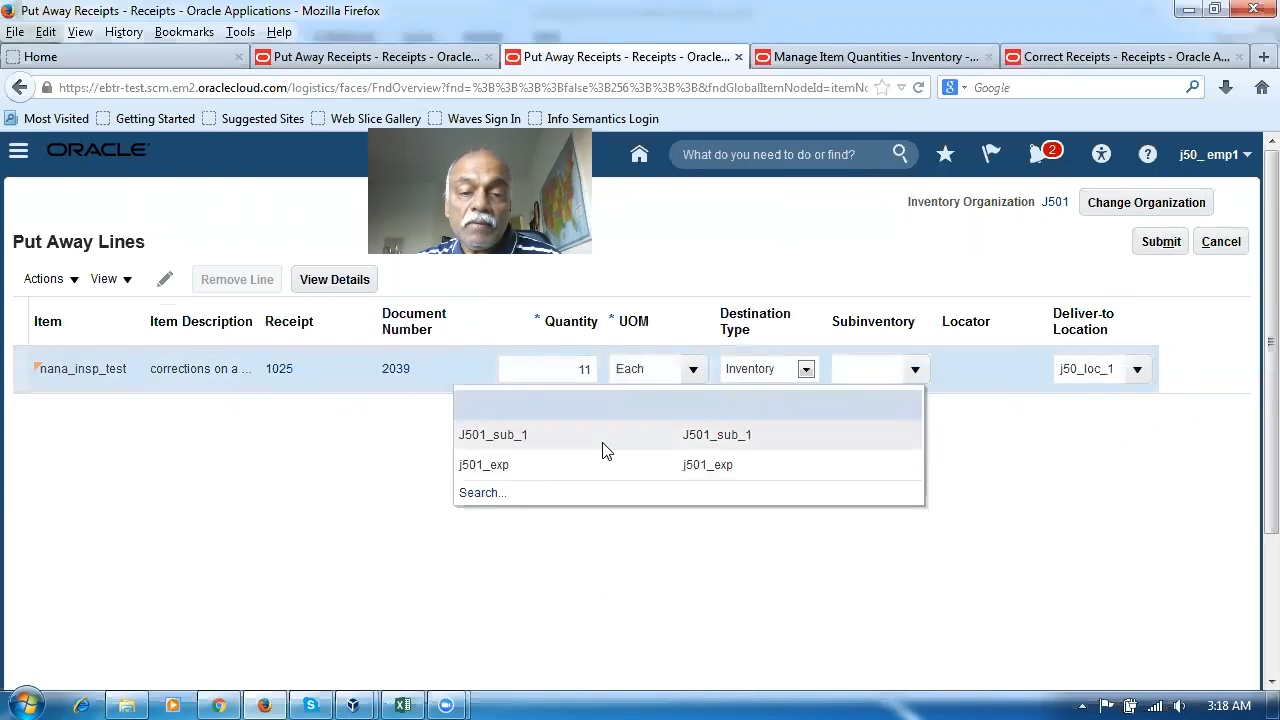 Put Away Receipts - Receipts - Oracle Applications - Mozilla Firefox
File Edit View History Bookmarks Tools Help
Home
Put Away Receipts - Receipts - Oracle...
Put Away Receipts - Receipts - Oracle...
Manage Item Quantities - Inventory -...
Correct Receipts - Receipts - Oracle A...
https://ebtr-test.scm.em2.oraclecloud.com/logistics/faces/FndOverview?fnd=%3B%3B%3B%3Bfalse%3B256%3B%3B%3B&fndGlobalItemNodeId=itemNo
Google
Most Visited Getting Started Suggested Sites Web Slice Gallery Waves Sign In Info Semantics Login
ORACLE What do you need to do or find? 2 j50_ emp1
Inventory Organization J501 Change Organization
Put Away Lines Submit Cancel
Actions View Remove Line View Details
Item Item Description Receipt Document Number * Quantity * UOM Destination Type Subinventory Locator Deliver-to Location
nana_insp_test corrections on a ... 1025 2039 11 Each Inventory j50_loc_1
J501_sub_1 J501_sub_1
j501_exp j501_exp
Search...
3:18 AM